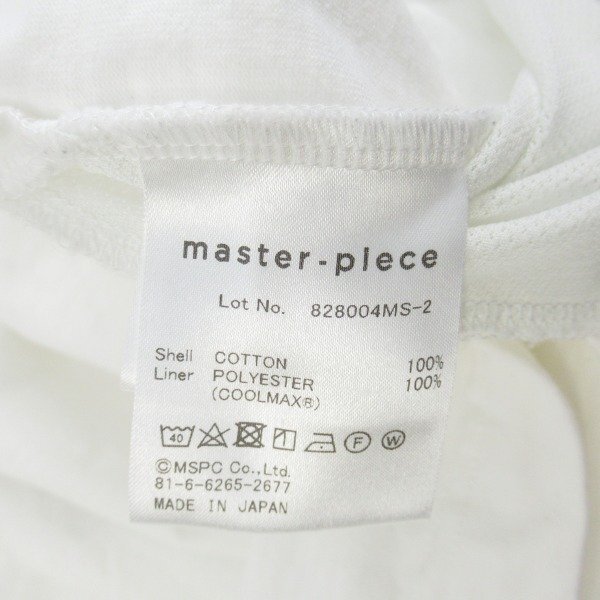 master-piece
Lot No. 828004MS-2
Shell COTTON 100%
Liner POLYESTER 100%
(COOLMAX®)
40 F W
©MSPC Co.,Ltd.
81-6-6265-2677
MADE IN JAPAN